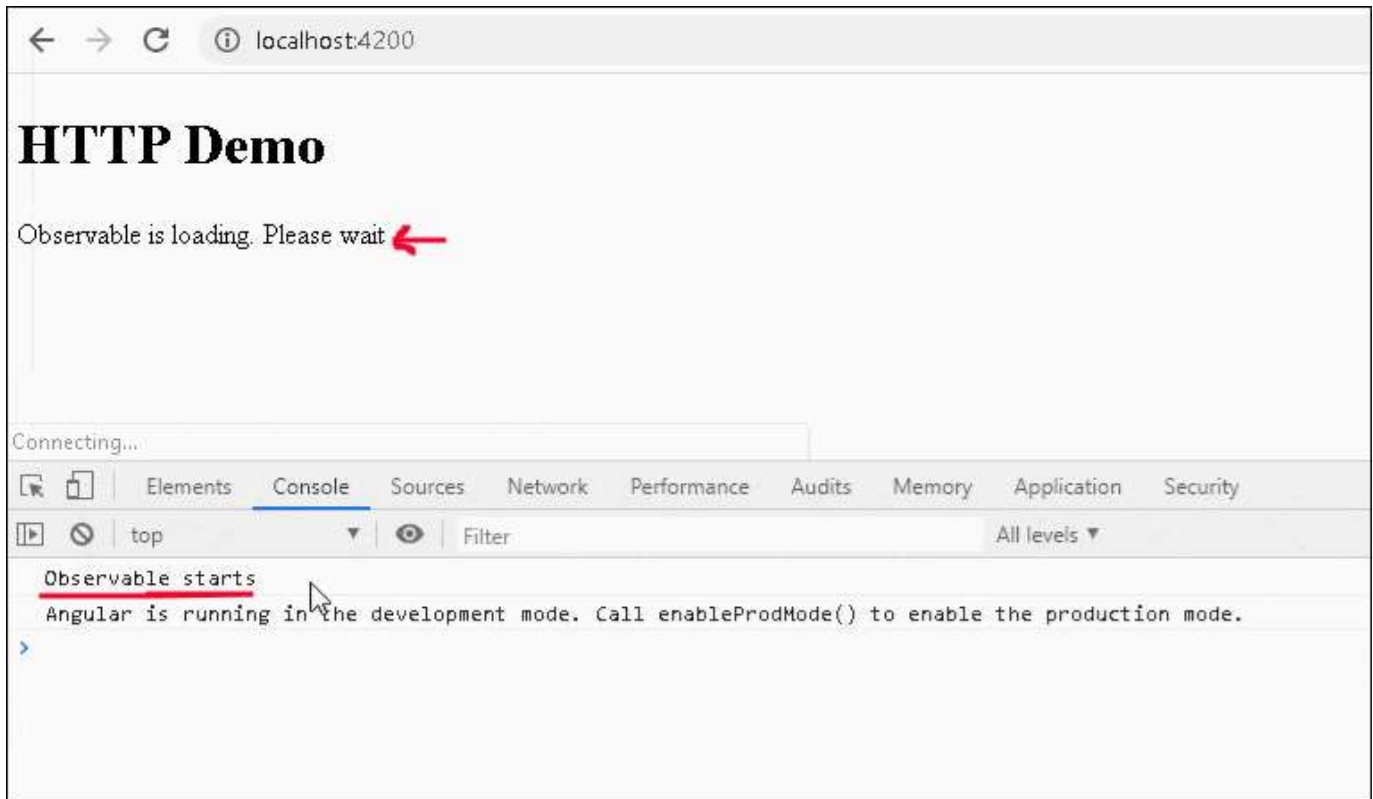 localhost:4200
HTTP Demo
Observable is loading. Please wait
Connecting...
Elements Console Sources Network Performance Audits Memory Application Security
top Filter All levels
Observable starts
Angular is running in the development mode. Call enableProdMode() to enable the production mode.